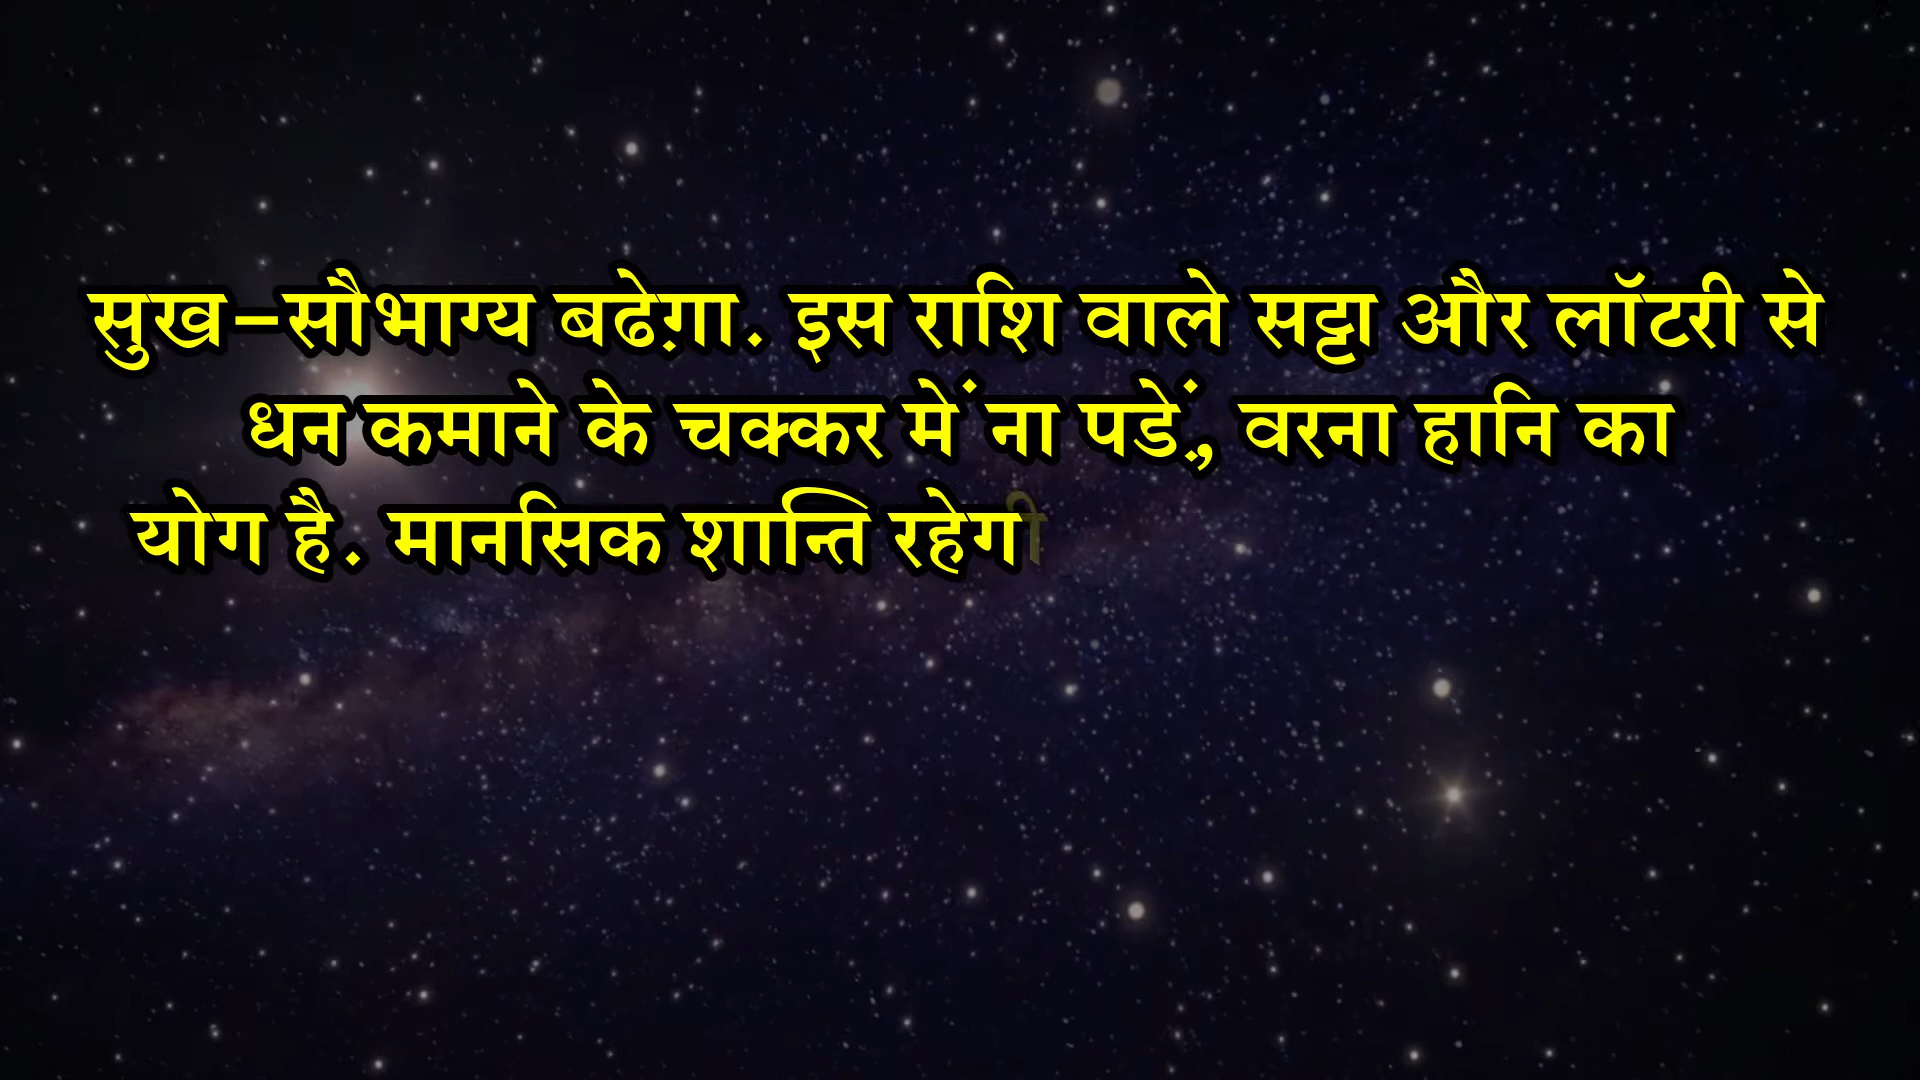 सुख-सौभाग्य बढेग़ा. इस राशि वाले सट्टा और लॉटरी से
धन कमाने के चक्कर में ना पडें़, वरना हानि का
योग है. मानसिक शान्ति रहेगी